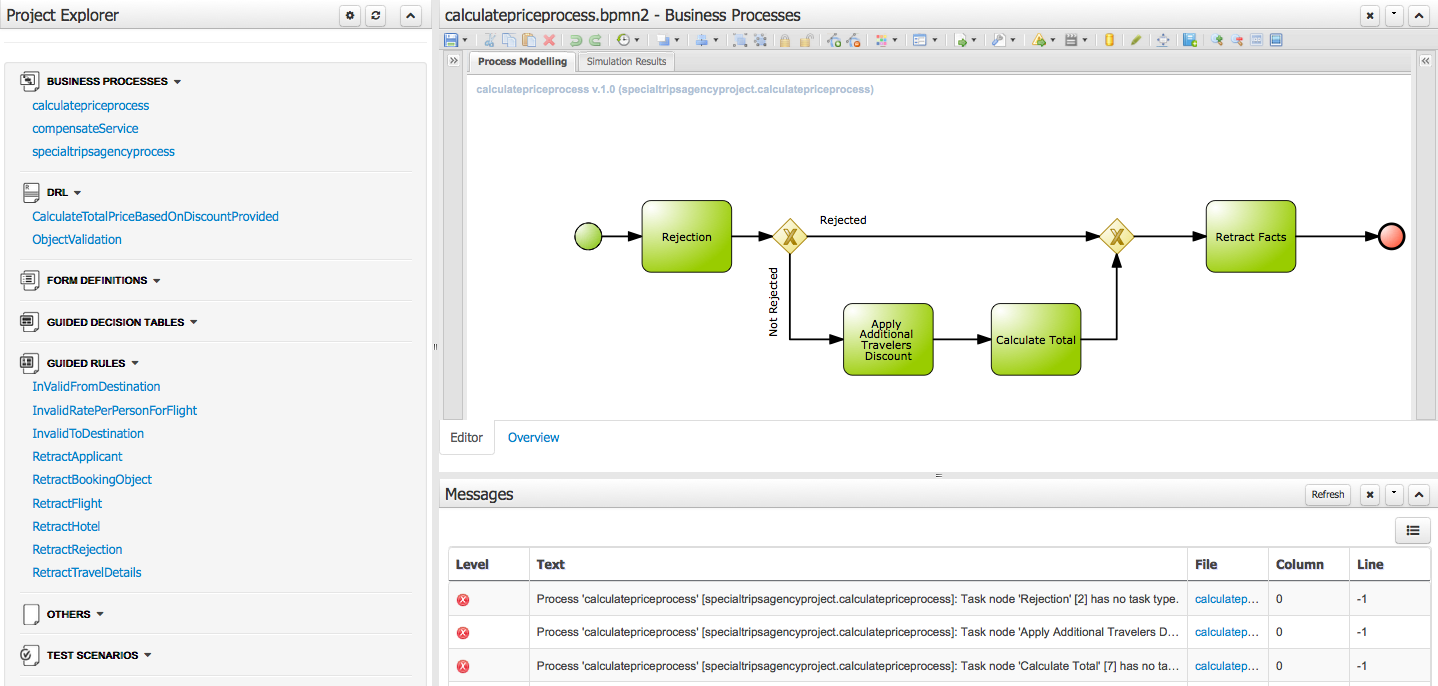 Project Explorer
BUSINESS PROCESSES
calculatepriceprocess
compensateService
specialtripsagencyprocess
DRL
CalculateTotalPriceBasedOnDiscountProvided
ObjectValidation
FORM DEFINITIONS
GUIDED DECISION TABLES
GUIDED RULES
InValidFromDestination
InvalidRatePerPersonForFlight
InvalidToDestination
RetractApplicant
RetractBookingObject
RetractFlight
RetractHotel
RetractRejection
RetractTravelDetails
OTHERS
TEST SCENARIOS
calculatepriceprocess.bpmn2 - Business Processes
Process Modelling Simulation Results
calculatepriceprocess v.1.0 (specialtripsagencyproject.calculatepriceprocess)
Rejection
Rejected
Not Rejected
Apply
Additional
Travelers
Discount
Calculate Total
Retract Facts
Editor Overview
Messages Refresh
Level Text File Column Line
Process 'calculatepriceprocess' [specialtripsagencyproject.calculatepriceprocess]: Task node 'Rejection' [2] has no task type. calculatep... 0 -1
Process 'calculatepriceprocess' [specialtripsagencyproject.calculatepriceprocess]: Task node 'Apply Additional Travelers D... calculatep... 0 -1
Process 'calculatepriceprocess' [specialtripsagencyproject.calculatepriceprocess]: Task node 'Calculate Total' [7] has no ta... calculatep... 0 -1